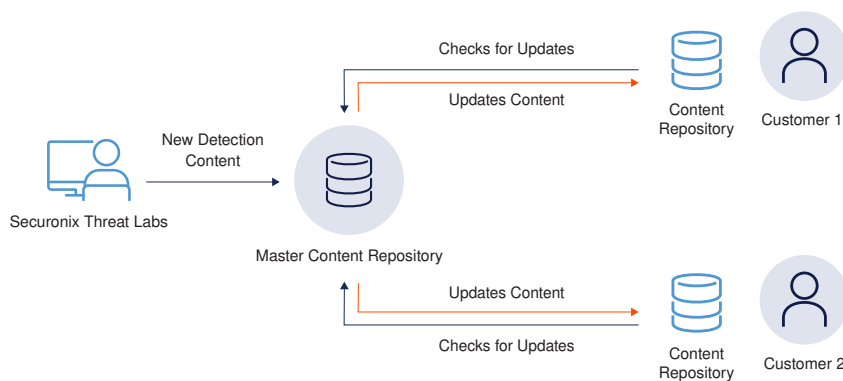 Checks for Updates
Updates Content
Content
Repository
Customer 1
New Detection
Content
Securonix Threat Labs
Master Content Repository
Updates Content
Checks for Updates
Content
Repository
Customer 2